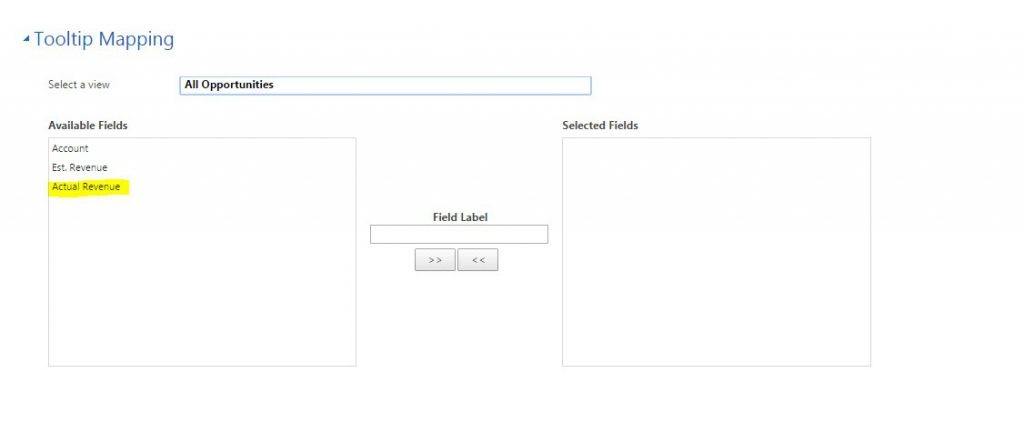 Tooltip Mapping
Select a view
All Opportunities
Available Fields
Selected Fields
Account
Est. Revenue
Actual Revenue
Field Label
>>
<<